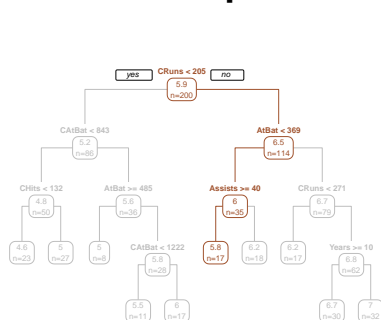 yes CRuns < 205 no
5.9
n=200
CAtBat < 843 AtBat < 369
5.2 6.5
n=86 n=114
CHits < 132 AtBat >= 485 Assists >= 40 CRuns < 271
4.8 5.6 6 6.7
n=50 n=36 n=35 n=79
4.6 5 5 CAtBat < 1222 5.8 6.2 6.2 Years >= 10
n=23 n=27 n=8 5.8 n=17 n=18 n=17 6.8
n=28 n=62
5.5 6 6.7 7
n=11 n=17 n=30 n=32